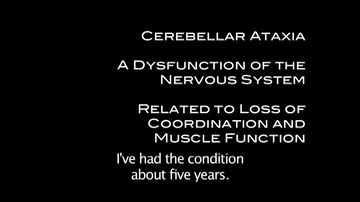 Cerebellar Ataxia
A Dysfunction of the
Nervous System
Related to Loss of
Coordination and
Muscle Function
I've had the condition
about five years.